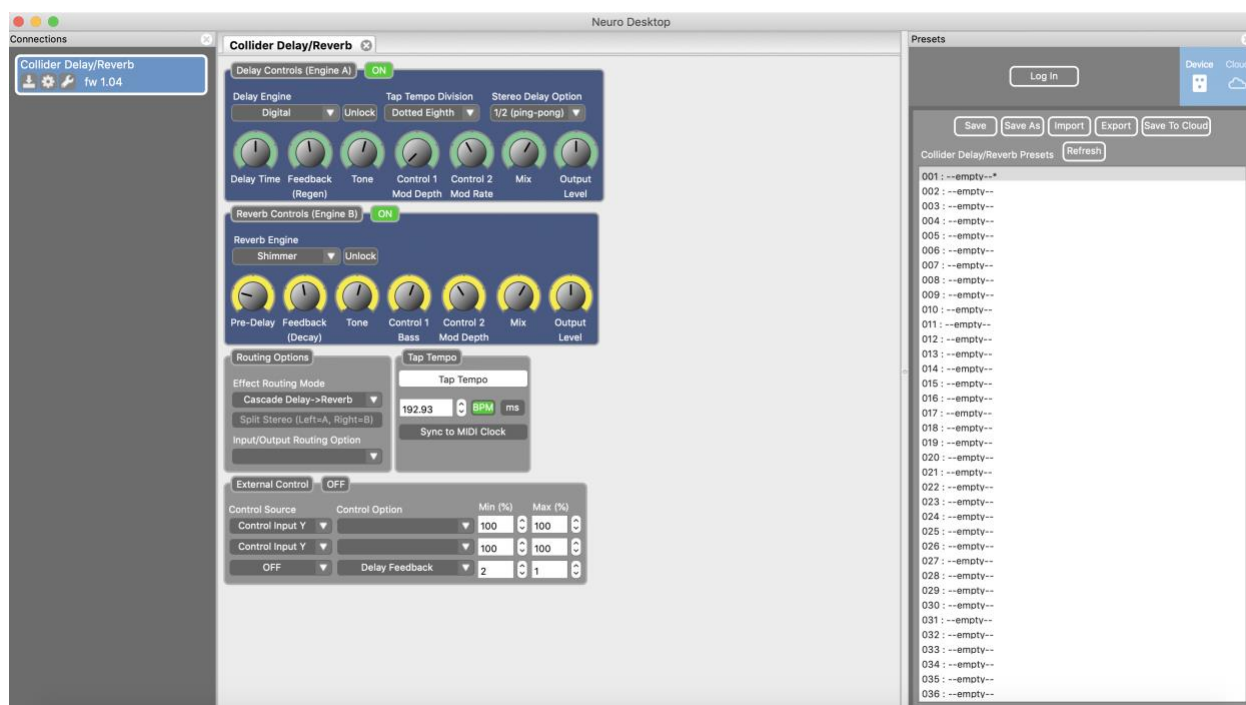 Neuro Desktop
Connections
Collider Delay/Reverb
fw 1.04
Collider Delay/Reverb
Delay Controls (Engine A) ON
Delay Engine Tap Tempo Division Stereo Delay Option
Digital Unlock Dotted Eighth 1/2 (ping-pong)
Delay Time Feedback Tone Control 1 Control 2 Mix Output
(Regen) Mod Depth Mod Rate Level
Reverb Controls (Engine B) ON
Reverb Engine
Shimmer Unlock
Pre-Delay Feedback Tone Control 1 Control 2 Mix Output
(Decay) Bass Mod Depth Level
Routing Options
Effect Routing Mode
Cascade Delay->Reverb
Split Stereo (Left=A, Right=B)
Input/Output Routing Option
Tap Tempo
Tap Tempo
192.93 BPM ms
Sync to MIDI Clock
External Control OFF
Control Source Control Option Min (%) Max (%)
Control Input Y 100 100
Control Input Y 100 100
OFF Delay Feedback 2 1
Presets
Log In
Device Cloud
Save Save As Import Export Save To Cloud
Collider Delay/Reverb Presets Refresh
001 : --empty--*
002 : --empty--
003 : --empty--
004 : --empty--
005 : --empty--
006 : --empty--
007 : --empty--
008 : --empty--
009 : --empty--
010 : --empty--
011 : --empty--
012 : --empty--
013 : --empty--
014 : --empty--
015 : --empty--
016 : --empty--
017 : --empty--
018 : --empty--
019 : --empty--
020 : --empty--
021 : --empty--
022 : --empty--
023 : --empty--
024 : --empty--
025 : --empty--
026 : --empty--
027 : --empty--
028 : --empty--
029 : --empty--
030 : --empty--
031 : --empty--
032 : --empty--
033 : --empty--
034 : --empty--
035 : --empty--
036 : --empty--